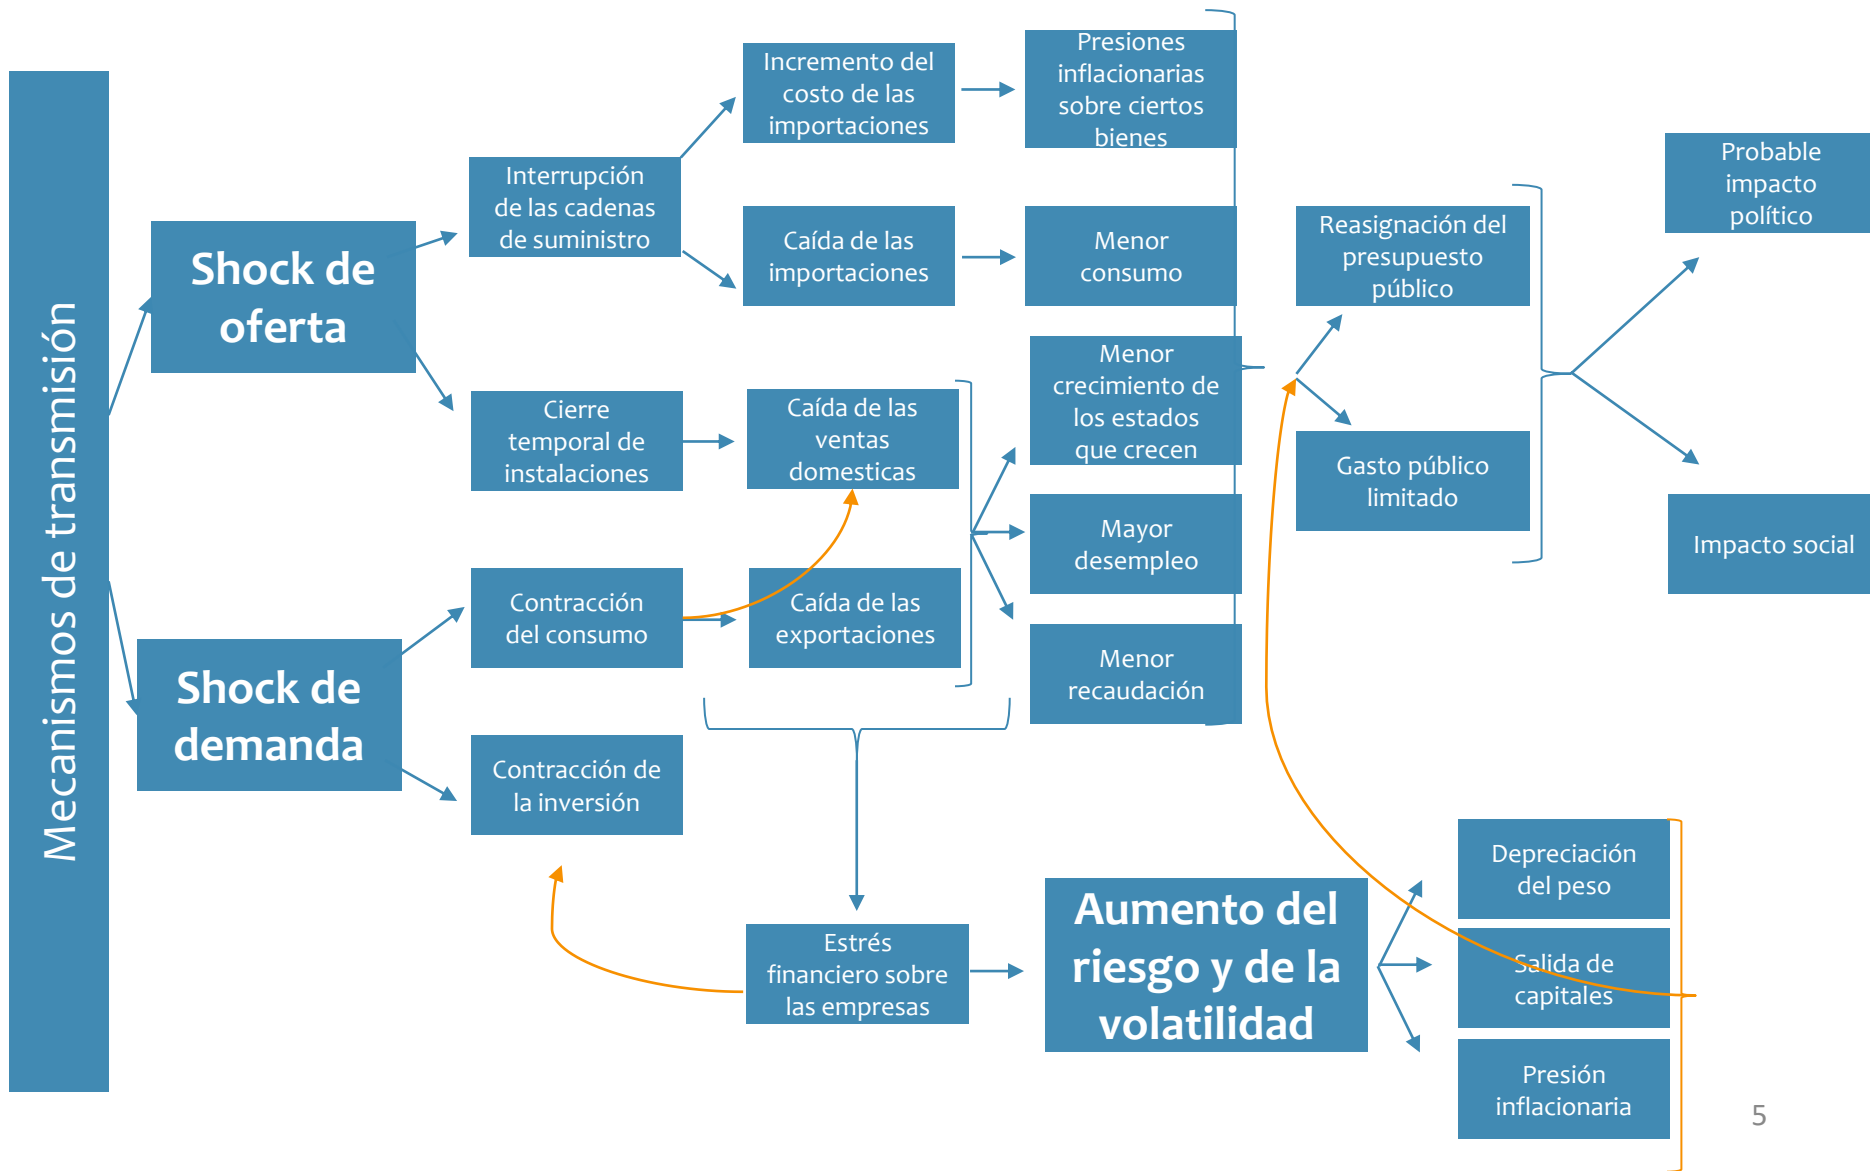 Mecanismos de transmisión
Shock de
oferta
Shock de
demanda
Interrupción
de las cadenas
de suministro
Cierre
temporal de
instalaciones
Contracción
del consumo
Contracción de
la inversión
Incremento del
costo de las
importaciones
Caída de las
importaciones
Caída de las
ventas
domesticas
Caída de las
exportaciones
Estrés
financiero sobre
las empresas
Presiones
inflacionarias
sobre ciertos
bienes
Menor
consumo
Menor
crecimiento de
los estados
que crecen
Mayor
desempleo
Menor
recaudación
Aumento del
riesgo y de la
volatilidad
Reasignación del
presupuesto
público
Gasto público
limitado
Depreciación
del peso
Salida de
capitales
Presión
inflacionaria
Probable
impacto
político
Impacto social
5